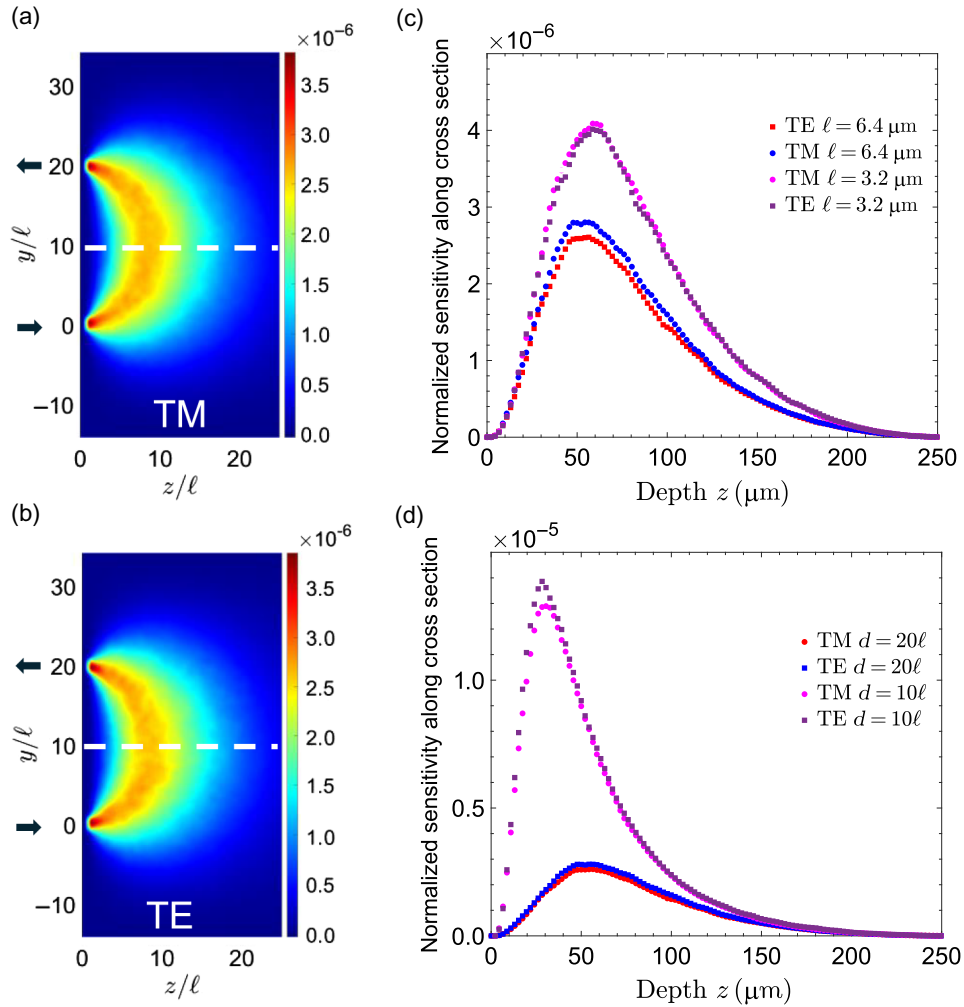 (a)
×10⁻⁶
30
20
10
0
−10
y/ℓ
TM
0 10 20
z/ℓ
3.5
3.0
2.5
2.0
1.5
1.0
0.5
0.0
(c)
×10⁻⁶
Normalized sensitivity along cross section
4
3
2
1
0
TE ℓ = 6.4 μm
TM ℓ = 6.4 μm
TM ℓ = 3.2 μm
TE ℓ = 3.2 μm
0 50 100 150 200 250
Depth z (μm)
(b)
×10⁻⁶
30
20
10
0
−10
y/ℓ
TE
0 10 20
z/ℓ
3.5
3.0
2.5
2.0
1.5
1.0
0.5
0.0
(d)
×10⁻⁵
Normalized sensitivity along cross section
1.0
0.5
0.0
TM d = 20ℓ
TE d = 20ℓ
TM d = 10ℓ
TE d = 10ℓ
0 50 100 150 200 250
Depth z (μm)